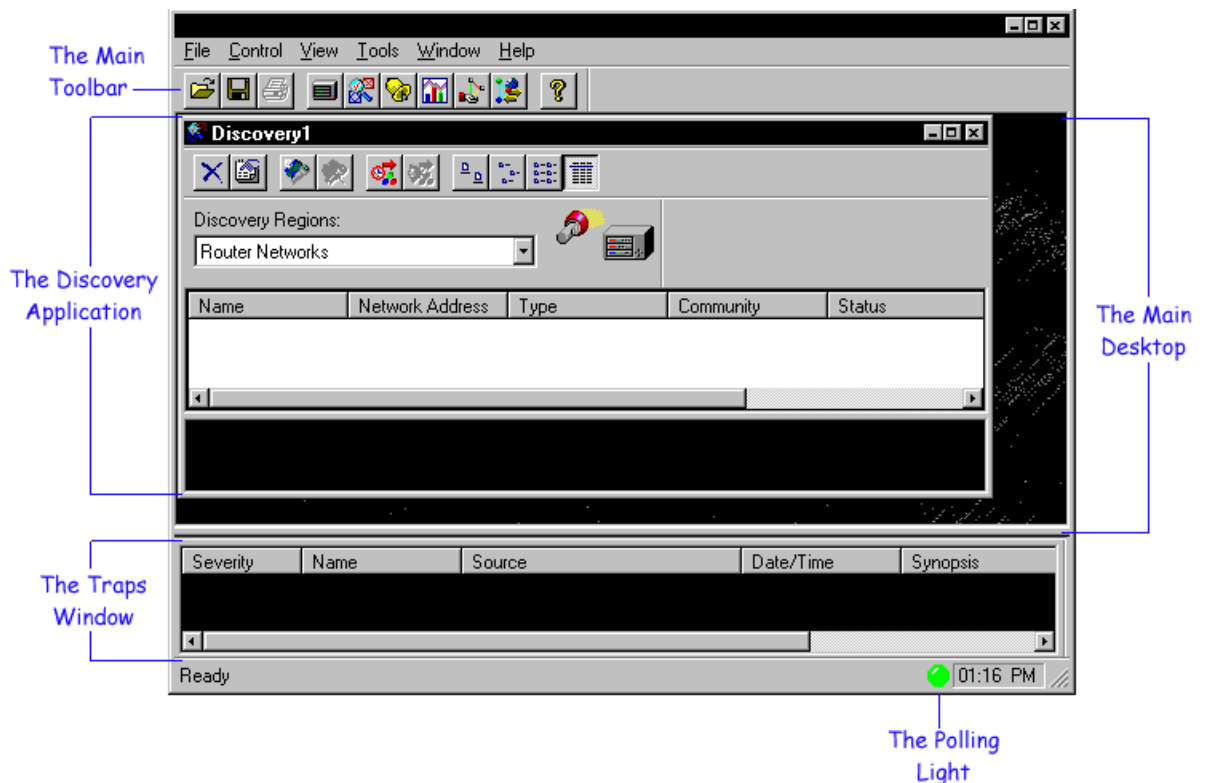 File Control View Tools Window Help
The Main
Toolbar
Discovery1
Discovery Regions:
Router Networks
The Discovery
Application
Name Network Address Type Community Status
The Main
Desktop
Severity Name Source Date/Time Synopsis
The Traps
Window
Ready 01:16 PM
The Polling
Light